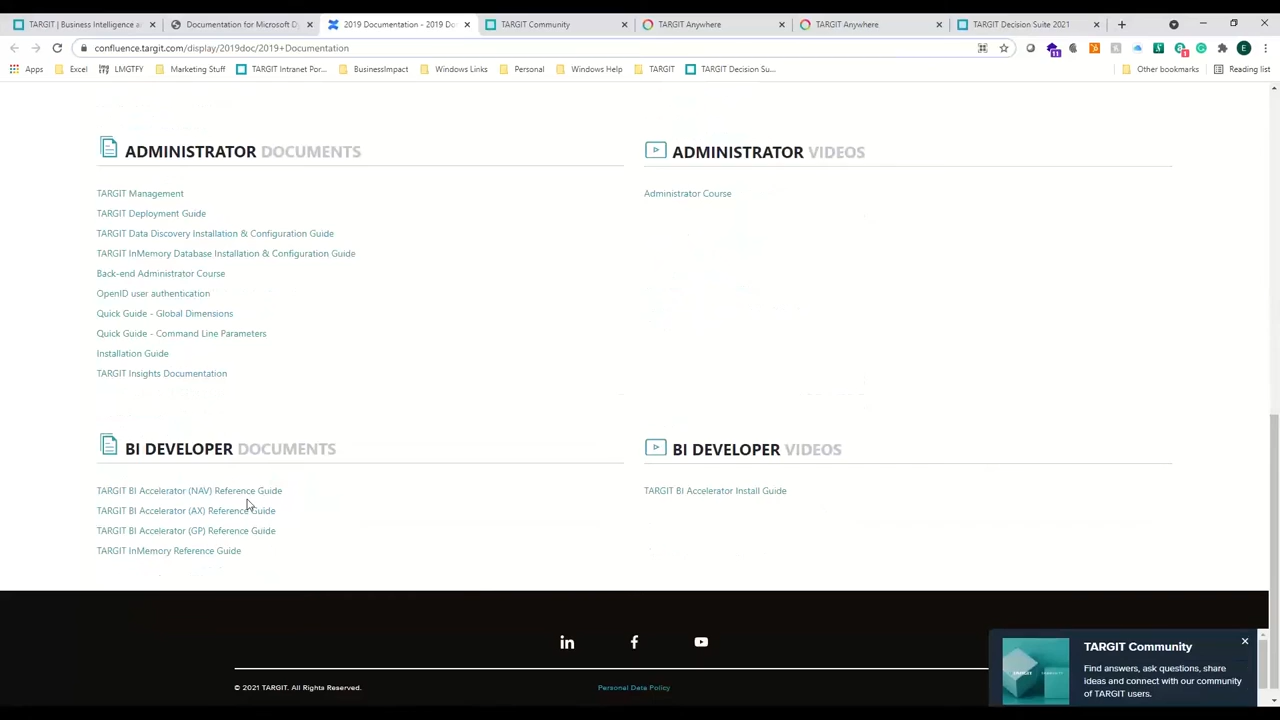 TARGIT | Business Intelligence a
Documentation for Microsoft Dy
2019 Documentation - 2019 Do
TARGIT Community
TARGIT Anywhere
TARGIT Anywhere
TARGIT Decision Suite 2021
confluence.targit.com/display/2019doc/2019+Documentation
Apps
Excel
LMGTFY
Marketing Stuff
TARGIT Intranet Por...
BusinessImpact
Windows Links
Personal
Windows Help
TARGIT
TARGIT Decision Su...
Other bookmarks
Reading list
ADMINISTRATOR DOCUMENTS
TARGIT Management
TARGIT Deployment Guide
TARGIT Data Discovery Installation & Configuration Guide
TARGIT InMemory Database Installation & Configuration Guide
Back-end Administrator Course
OpenID user authentication
Quick Guide - Global Dimensions
Quick Guide - Command Line Parameters
Installation Guide
TARGIT Insights Documentation
ADMINISTRATOR VIDEOS
Administrator Course
BI DEVELOPER DOCUMENTS
TARGIT BI Accelerator (NAV) Reference Guide
TARGIT BI Accelerator (AX) Reference Guide
TARGIT BI Accelerator (GP) Reference Guide
TARGIT InMemory Reference Guide
BI DEVELOPER VIDEOS
TARGIT BI Accelerator Install Guide
© 2021 TARGIT. All Rights Reserved.
Personal Data Policy
TARGIT Community
Find answers, ask questions, share
ideas and connect with our community
of TARGIT users.